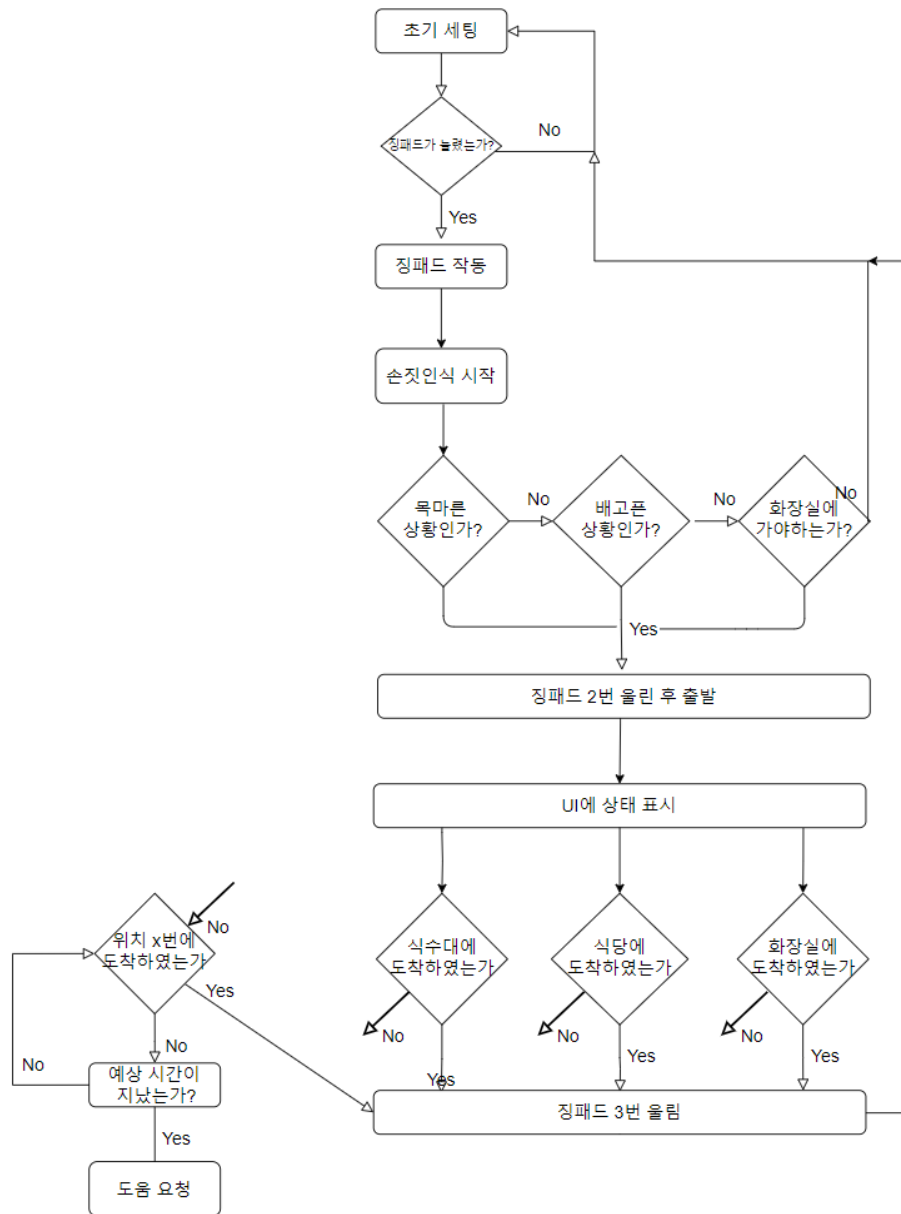 초기 세팅
징패드가 눌렸는가?
No
Yes
징패드 작동
손짓인식 시작
목마른
상황인가?
No
배고픈
상황인가?
No
화장실에
가야하는가?
No
Yes
징패드 2번 울린 후 출발
UI에 상태 표시
식수대에
도착하였는가
No
Yes
식당에
도착하였는가
No
Yes
화장실에
도착하였는가
No
Yes
징패드 3번 울림
No
위치 x번에
도착하였는가
Yes
No
예상 시간이
지났는가?
No
Yes
도움 요청